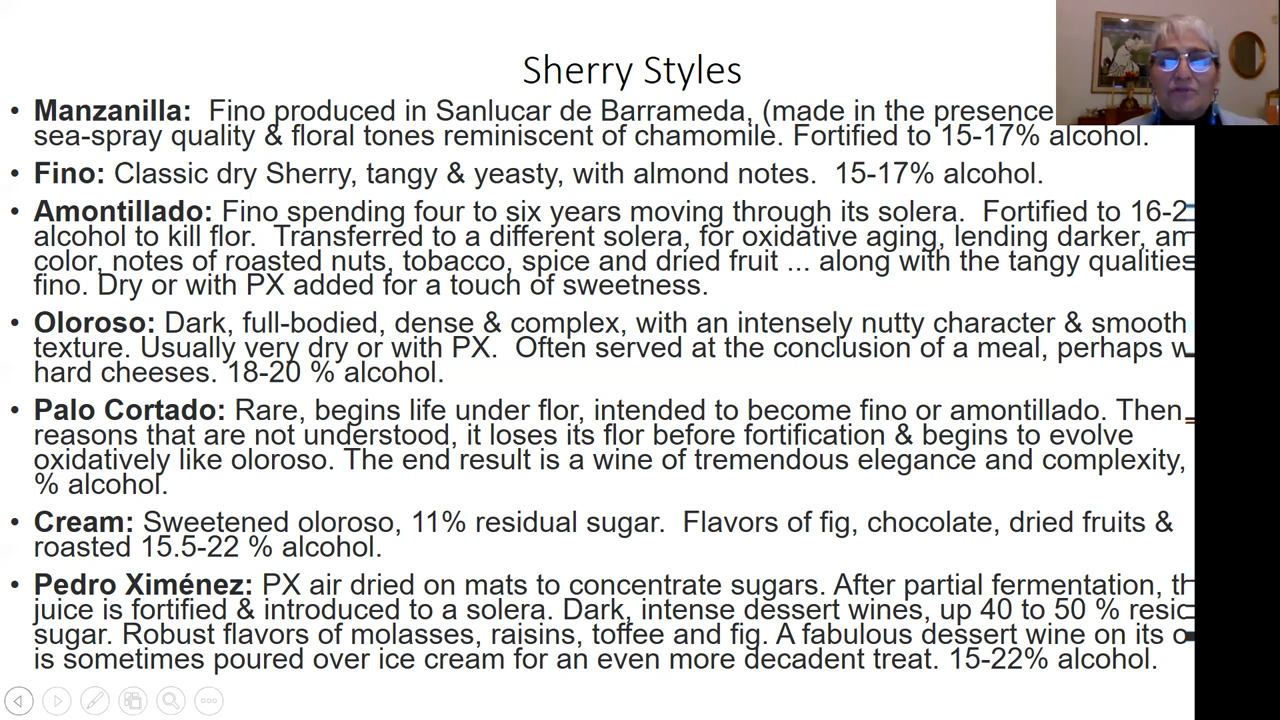 Sherry Styles
• Manzanilla: Fino produced in Sanlucar de Barrameda, (made in the presence
sea-spray quality & floral tones reminiscent of chamomile. Fortified to 15-17% alcohol.
• Fino: Classic dry Sherry, tangy & yeasty, with almond notes. 15-17% alcohol.
• Amontillado: Fino spending four to six years moving through its solera. Fortified to 16-2
alcohol to kill flor. Transferred to a different solera, for oxidative aging, lending darker,
color, notes of roasted nuts, tobacco, spice and dried fruit ... along with the tangy qualities
fino. Dry or with PX added for a touch of sweetness.
• Oloroso: Dark, full-bodied, dense & complex, with an intensely nutty character & smooth
texture. Usually very dry or with PX. Often served at the conclusion of a meal, perhaps
hard cheeses. 18-20 % alcohol.
• Palo Cortado: Rare, begins life under flor, intended to become fino or amontillado. Then
reasons that are not understood, it loses its flor before fortification & begins to evolve
oxidatively like oloroso. The end result is a wine of tremendous elegance and complexity,
% alcohol.
• Cream: Sweetened oloroso, 11% residual sugar. Flavors of fig, chocolate, dried fruits &
roasted 15.5-22 % alcohol.
• Pedro Ximénez: PX air dried on mats to concentrate sugars. After partial fermentation,
juice is fortified & introduced to a solera. Dark, intense dessert wines, up 40 to 50 %
sugar. Robust flavors of molasses, raisins, toffee and fig. A fabulous dessert wine on its
is sometimes poured over ice cream for an even more decadent treat. 15-22% alcohol.